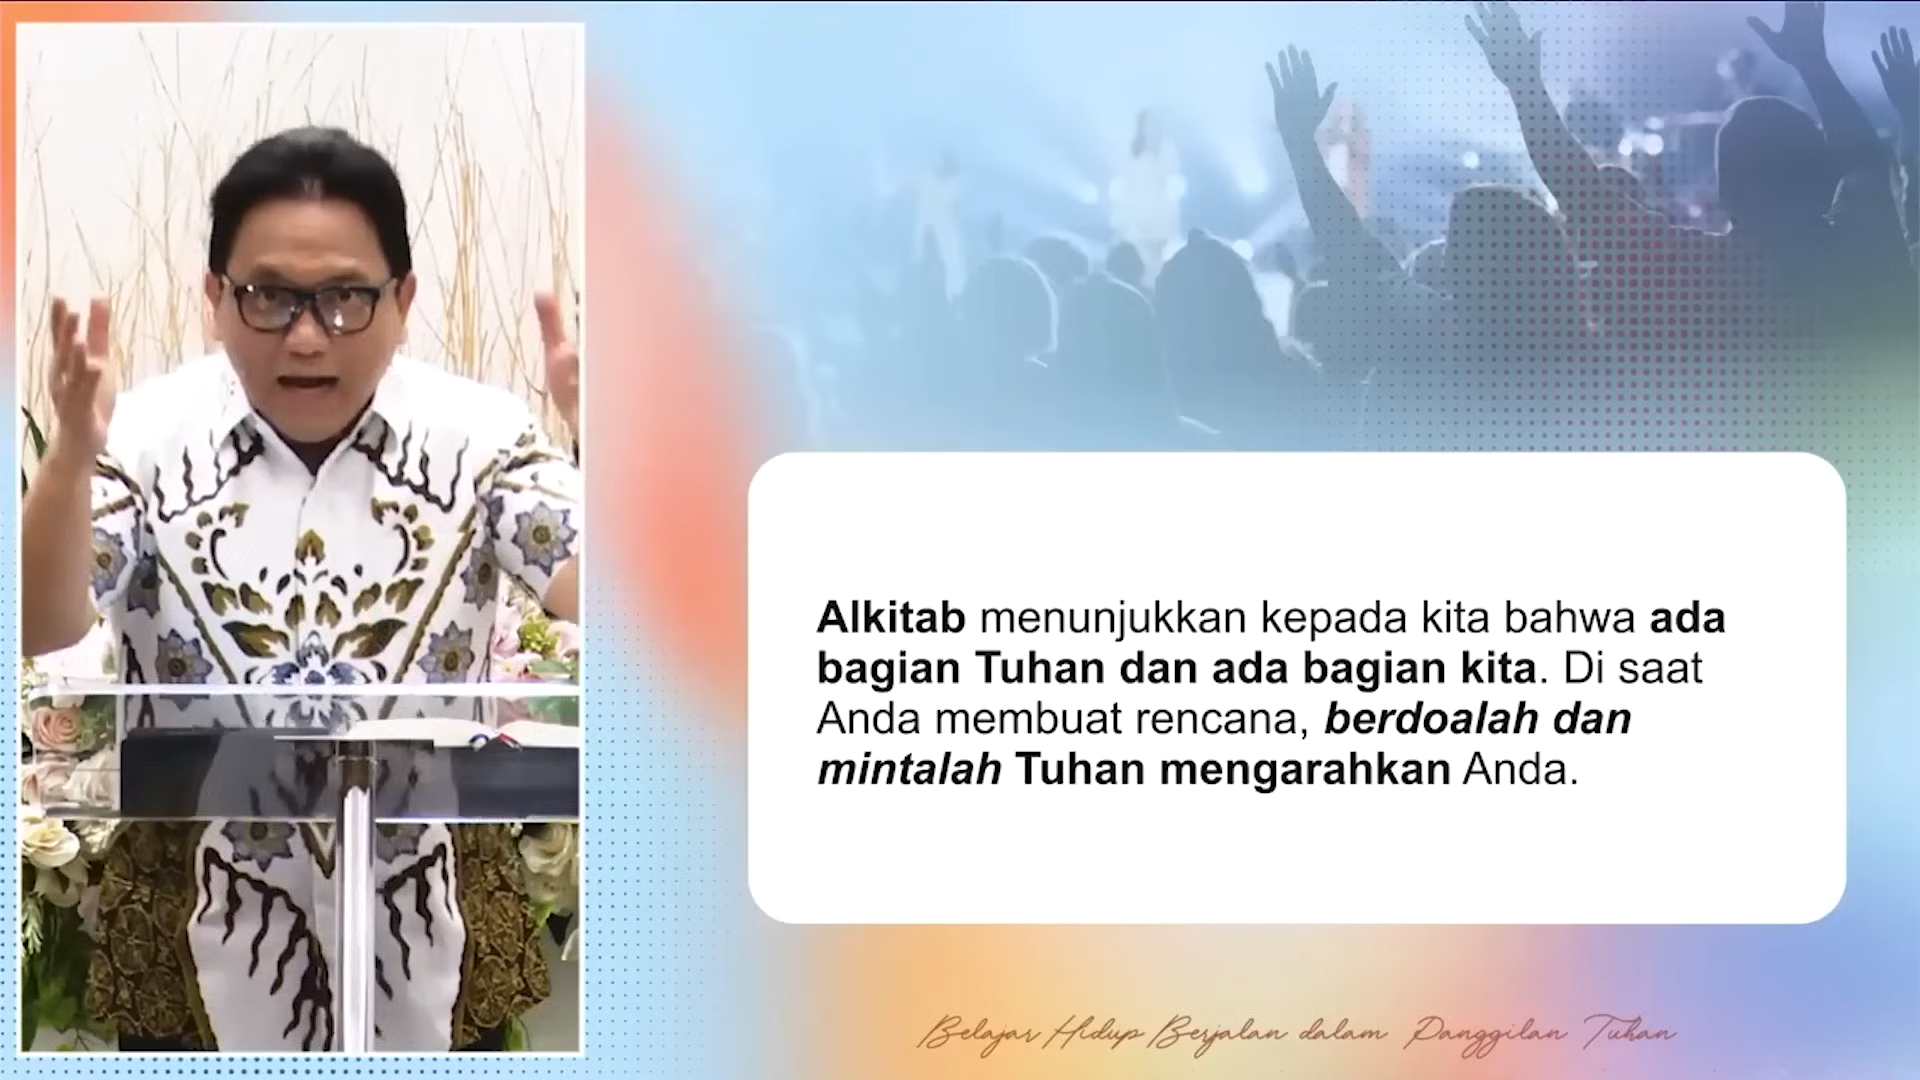 Alkitab menunjukkan kepada kita bahwa ada
bagian Tuhan dan ada bagian kita. Di saat
Anda membuat rencana, berdoalah dan
mintalah Tuhan mengarahkan Anda.
Belajar Hidup Berjalan dalam Panggilan Tuhan